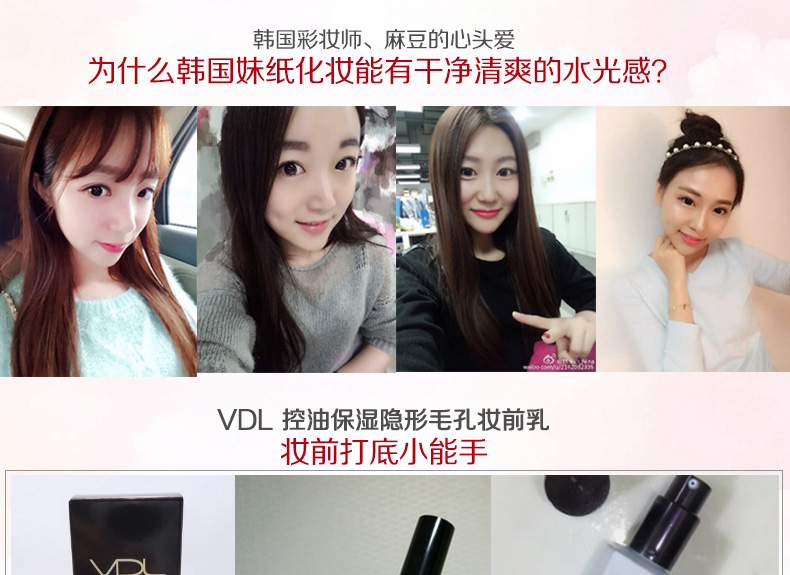 韩国彩妆师、麻豆的心头爱
为什么韩国妹纸化妆能有干净清爽的水光感?
VDL 控油保湿隐形毛孔妆前乳
妆前打底小能手
VDL